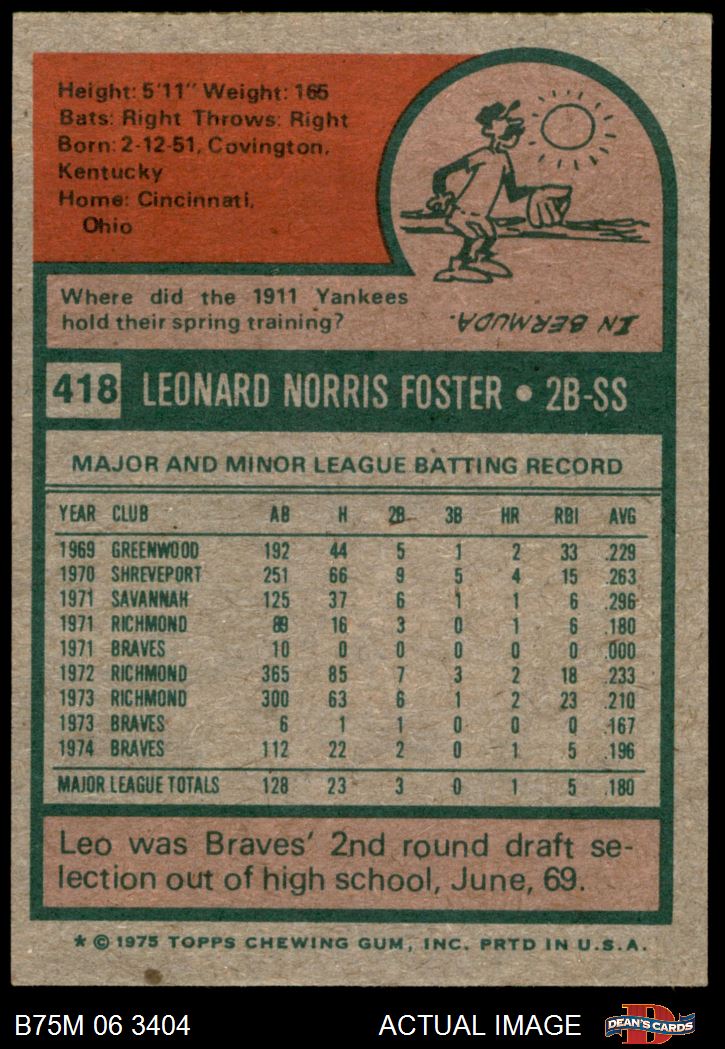 Height: 5'11" Weight: 165
Bats: Right Throws: Right
Born: 2-12-51, Covington,
Kentucky
Home: Cincinnati,
Ohio
Where did the 1911 Yankees
hold their spring training?
IN BERMUDA.
418 LEONARD NORRIS FOSTER • 2B-SS
MAJOR AND MINOR LEAGUE BATTING RECORD
YEAR CLUB AB H 2B 3B HR RBI AVG
1969 GREENWOOD 192 44 5 1 2 33 .229
1970 SHREVEPORT 251 66 9 5 4 15 .263
1971 SAVANNAH 125 37 6 1 1 6 .296
1971 RICHMOND 89 16 3 0 1 6 .180
1971 BRAVES 10 0 0 0 0 0 .000
1972 RICHMOND 365 85 7 3 2 18 .233
1973 RICHMOND 300 63 6 1 2 23 .210
1973 BRAVES 6 1 1 0 0 0 .167
1974 BRAVES 112 22 2 0 1 5 .196
MAJOR LEAGUE TOTALS 128 23 3 0 1 5 .180
Leo was Braves' 2nd round draft se-
lection out of high school, June, 69.
* © 1975 TOPPS CHEWING GUM, INC. PRTD IN U.S.A.
B75M 06 3404 ACTUAL IMAGE D DEAN'S CARDS